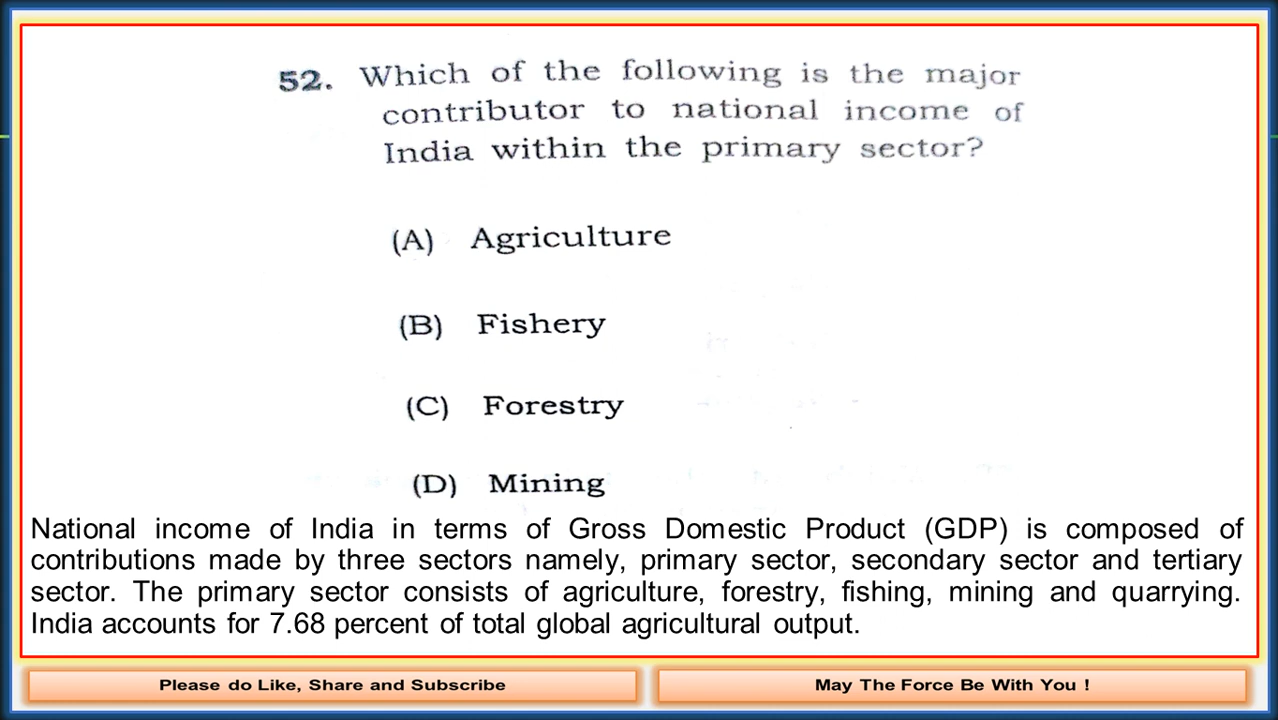 52. Which of the following is the major
contributor to national income of
India within the primary sector?
(A) Agriculture
(B) Fishery
(C) Forestry
(D) Mining
National income of India in terms of Gross Domestic Product (GDP) is composed of
contributions made by three sectors namely, primary sector, secondary sector and tertiary
sector. The primary sector consists of agriculture, forestry, fishing, mining and quarrying.
India accounts for 7.68 percent of total global agricultural output.
Please do Like, Share and Subscribe
May The Force Be With You !